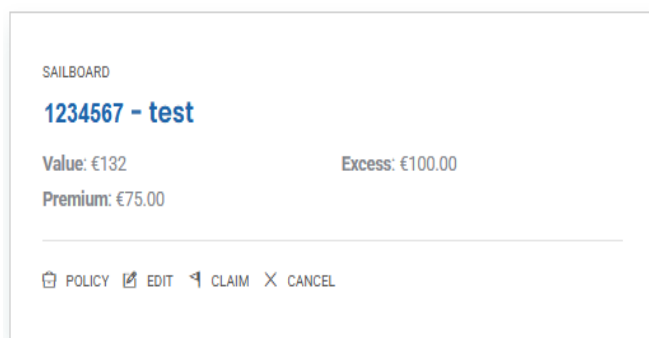 SAILBOARD
1234567 - test
Value: €132 Excess: €100.00
Premium: €75.00
POLICY EDIT CLAIM CANCEL